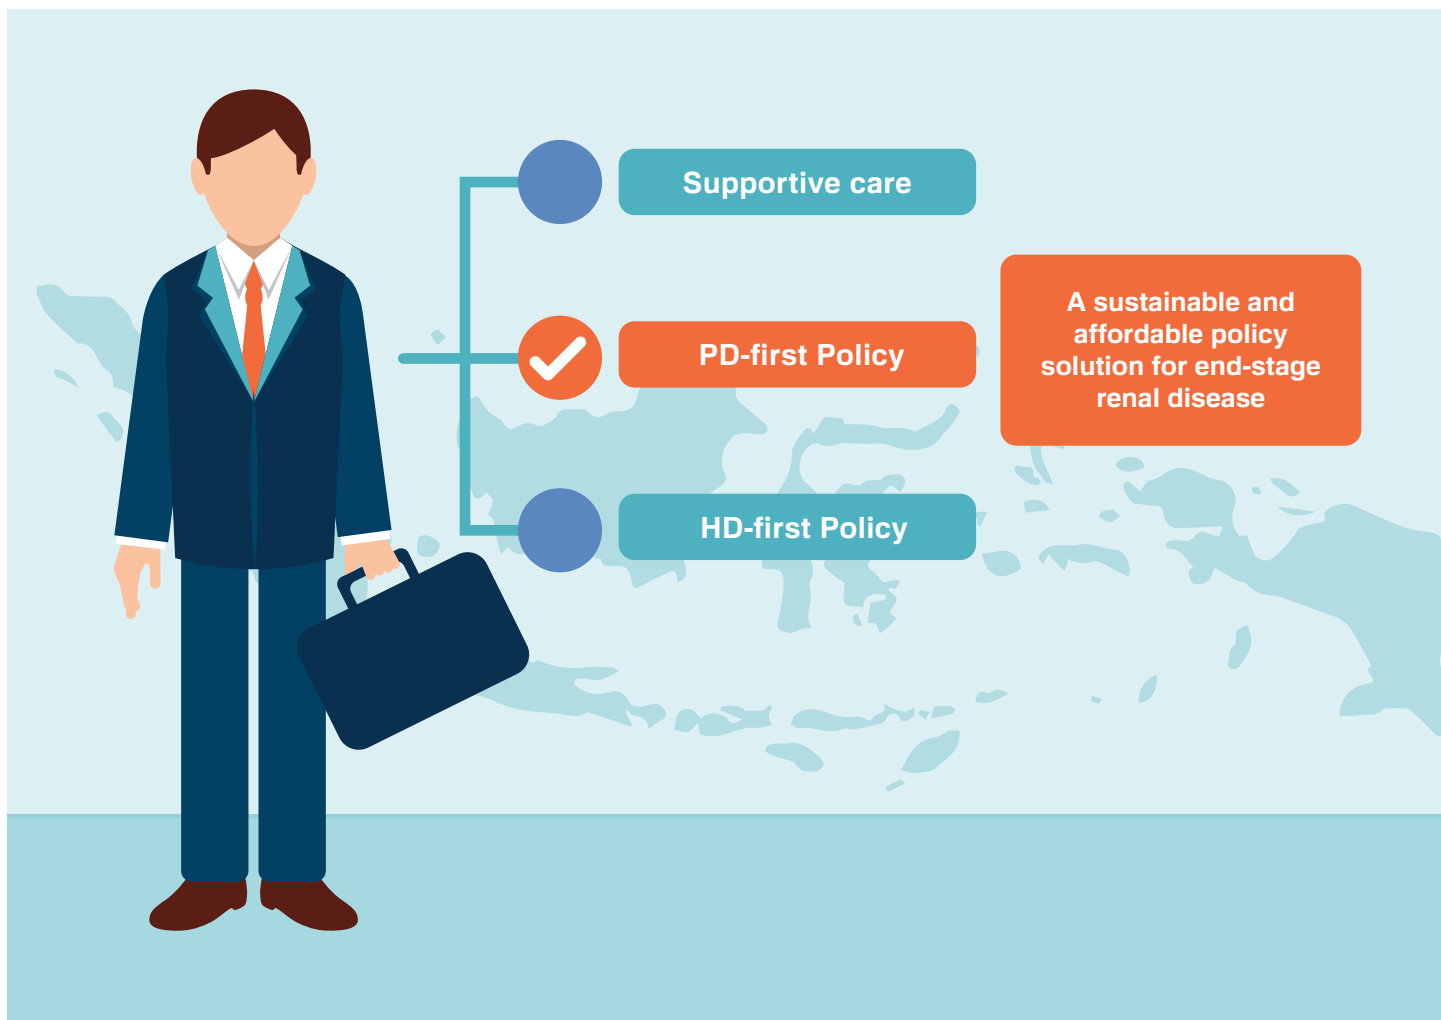 Supportive care
PD-first Policy
A sustainable and
affordable policy
solution for end-stage
renal disease
HD-first Policy